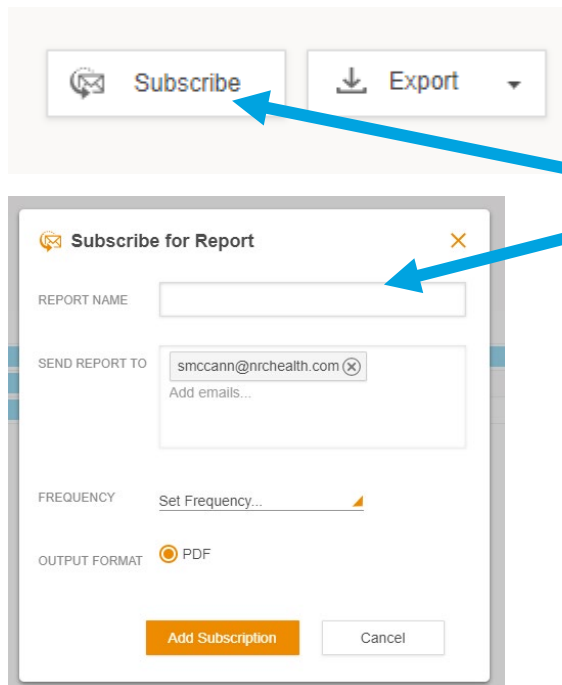 Subscribe Export
Subscribe for Report
REPORT NAME
SEND REPORT TO smccann@nrchealth.com
Add emails...
FREQUENCY Set Frequency...
OUTPUT FORMAT PDF
Add Subscription Cancel